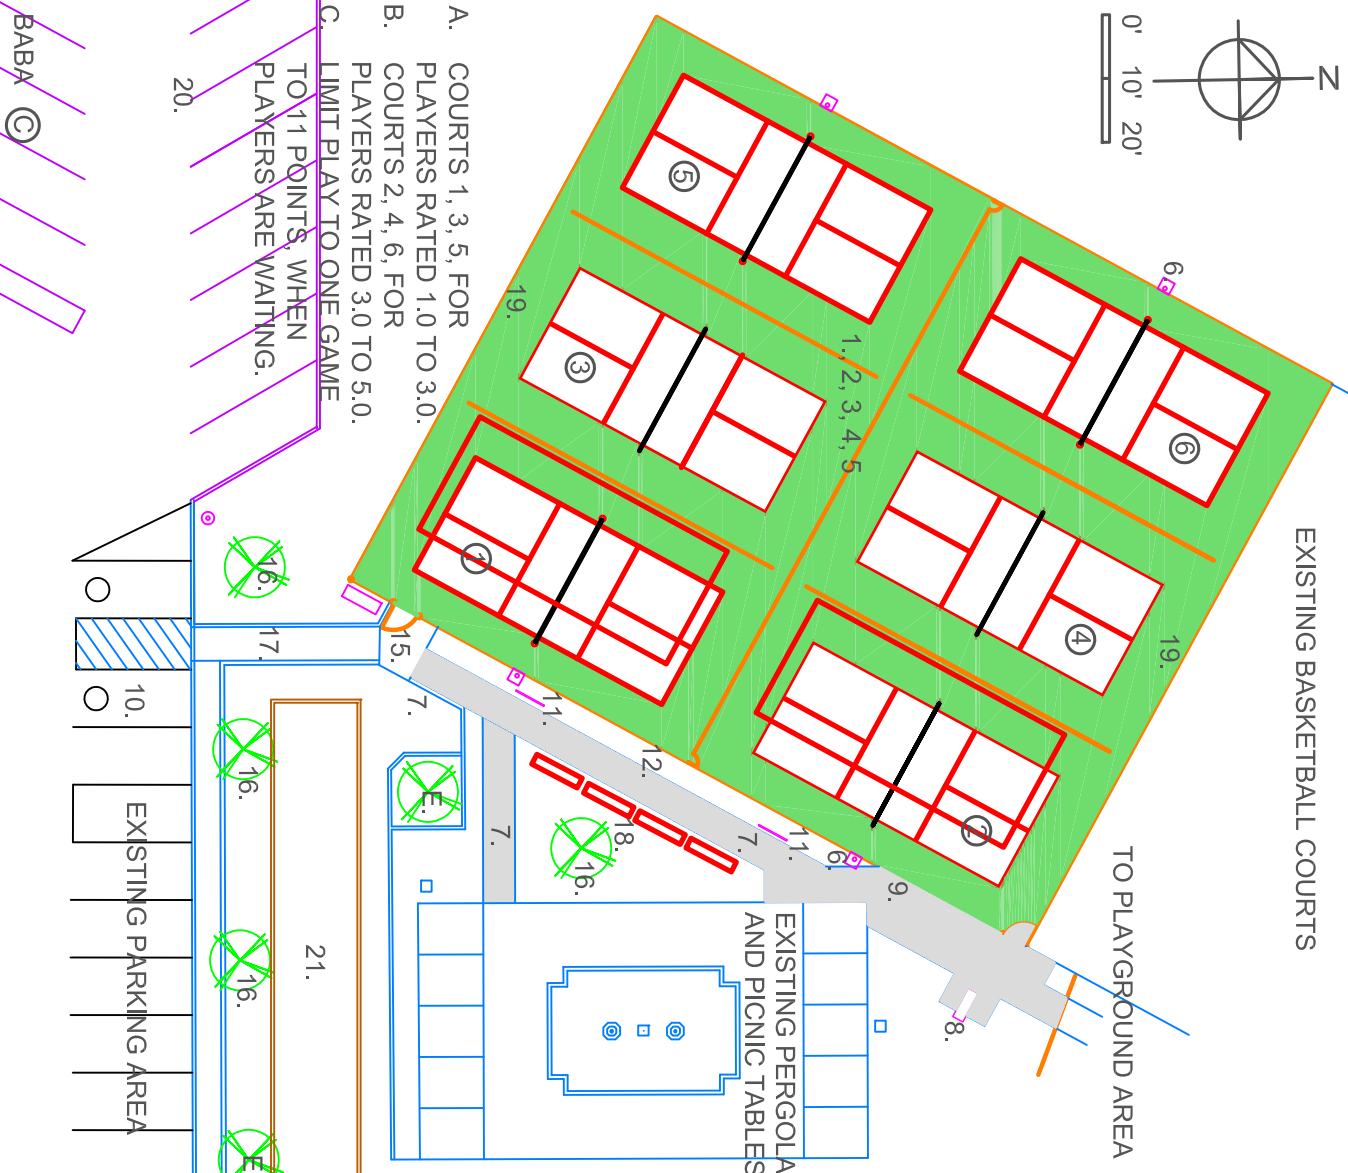 N
0' 10' 20'
A. COURTS 1, 3, 5, FOR
PLAYERS RATED 1.0 TO 3.0.
B. COURTS 2, 4, 6, FOR
PLAYERS RATED 3.0 TO 5.0.
C. LIMIT PLAY TO ONE GAME
TO 11 POINTS, WHEN
PLAYERS ARE WAITING.
20.
BABA ©
EXISTING BASKETBALL COURTS
6
5
6
19.
1., 2, 3, 4, 5
3
4
19.
1
2
16.
17.
15.
7.
11.
12.
10.
16.
E.
7.
18.
7.
11.
6.
9.
16.
TO PLAYGROUND AREA
EXISTING PARKING AREA
21.
16.
EXISTING PERGOLA
AND PICNIC TABLES
8.
E